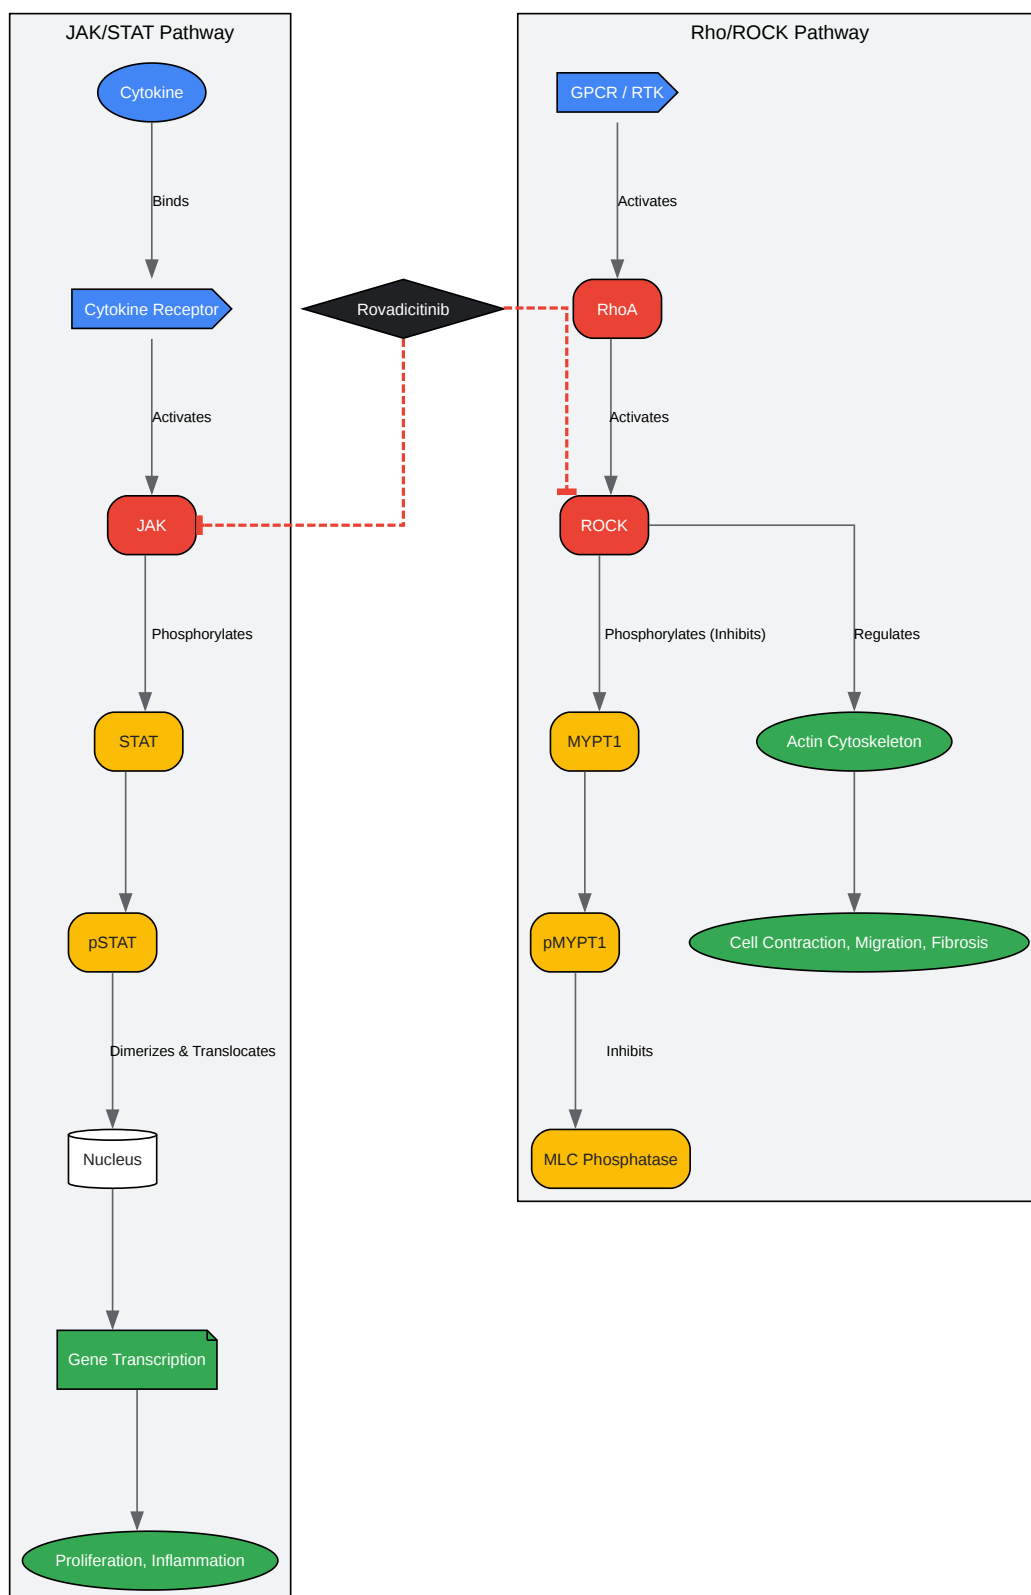 JAK/STAT Pathway
Cytokine
Binds
Cytokine Receptor
Activates
JAK
Phosphorylates
STAT
pSTAT
Dimerizes & Translocates
Nucleus
Gene Transcription
Proliferation, Inflammation
Rovadicitinib
Rho/ROCK Pathway
GPCR / RTK
Activates
RhoA
Activates
ROCK
Phosphorylates (Inhibits)
Regulates
MYPT1
Actin Cytoskeleton
pMYPT1
Cell Contraction, Migration, Fibrosis
Inhibits
MLC Phosphatase